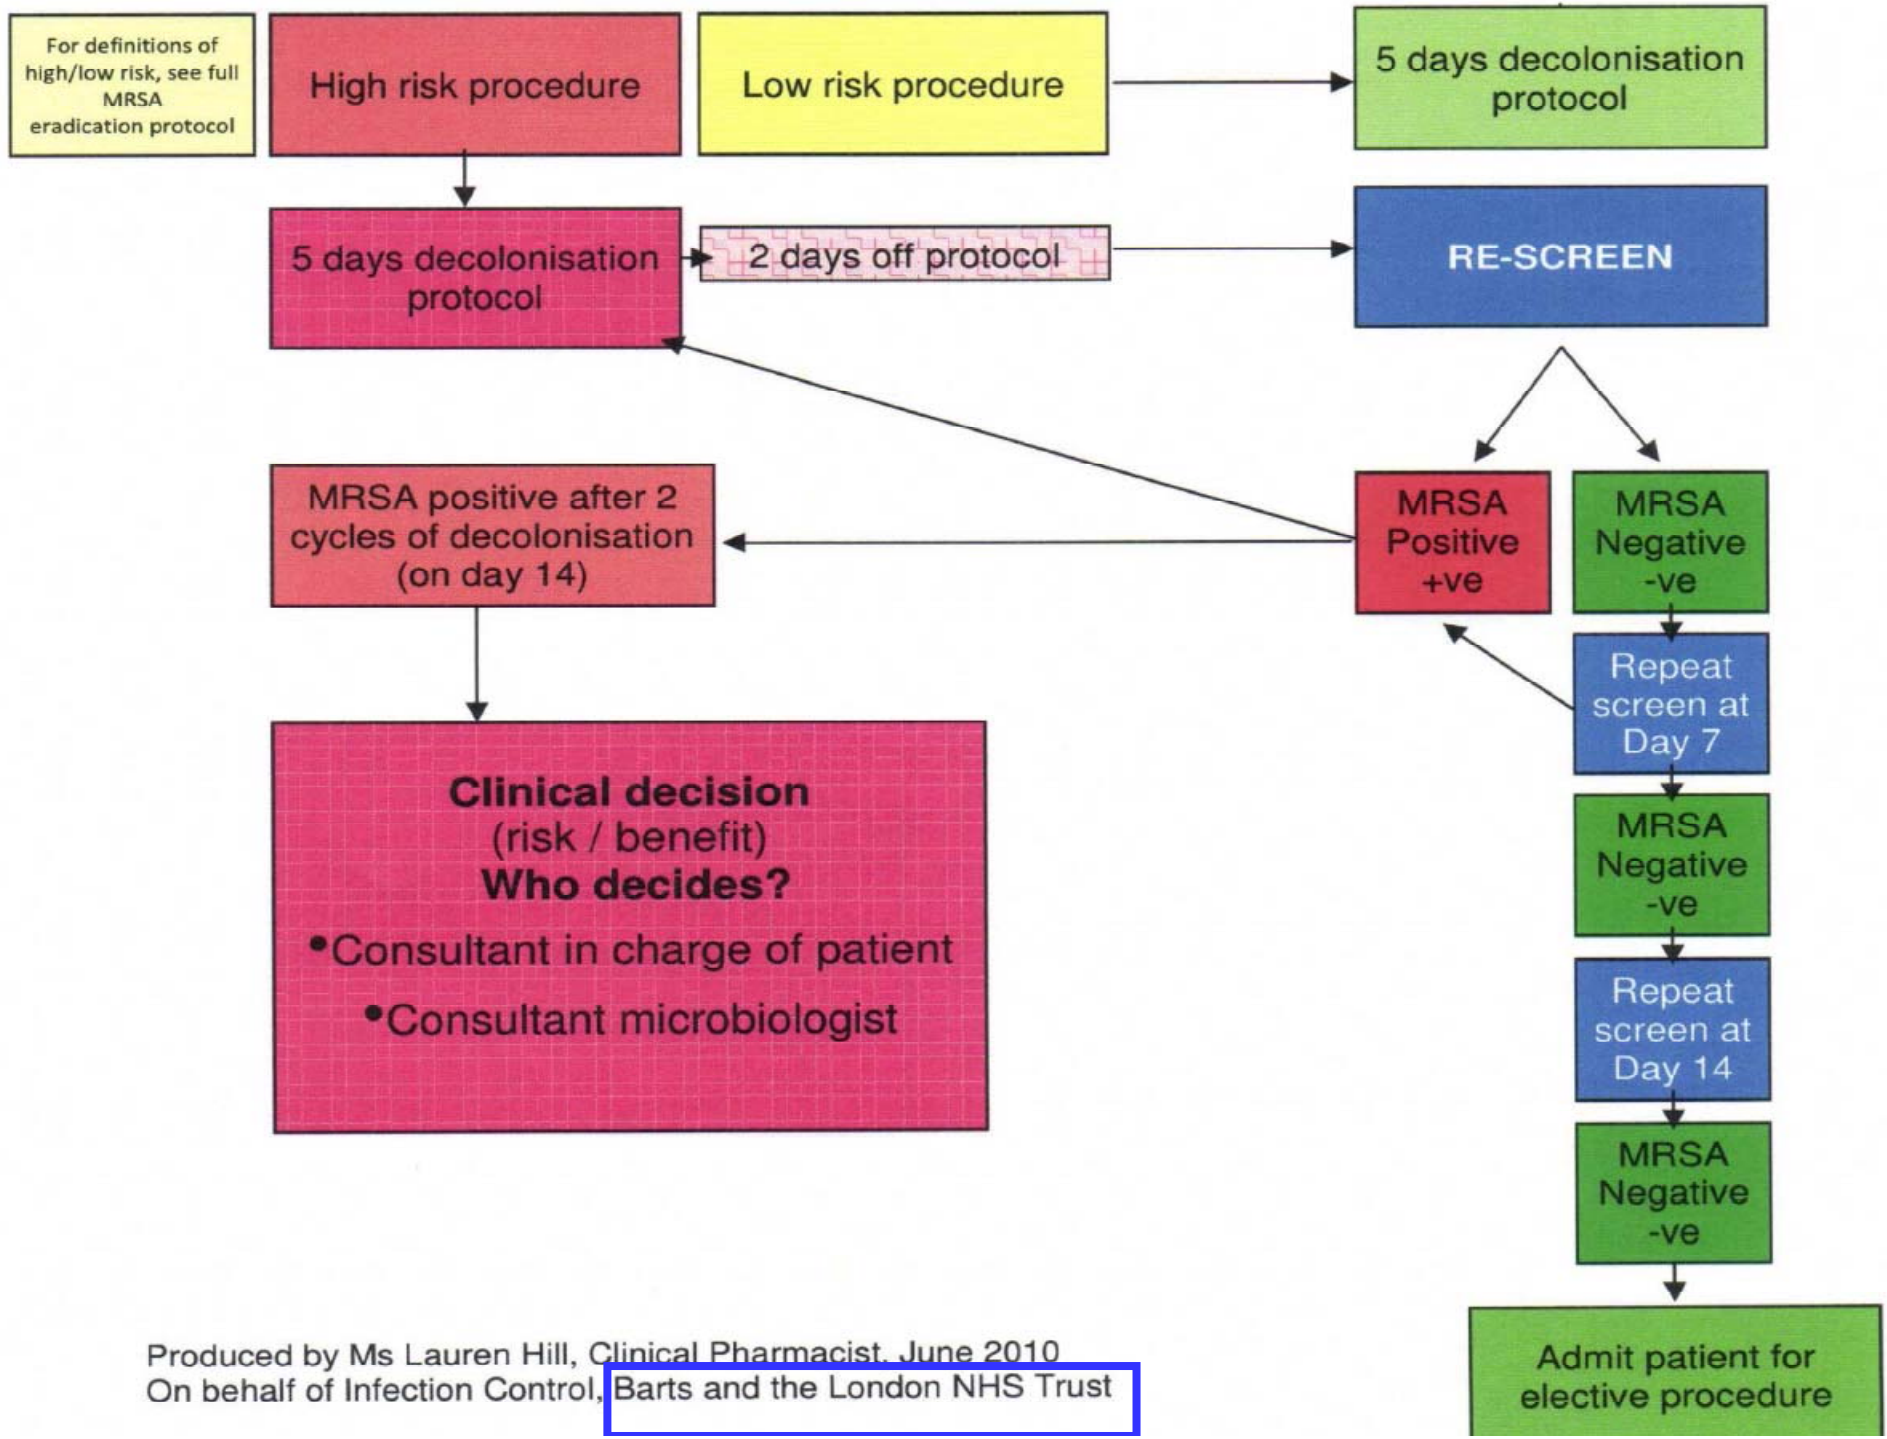 For definitions of
high/low risk, see full
MRSA
eradication protocol
High risk procedure
Low risk procedure
5 days decolonisation
protocol
5 days decolonisation
protocol
2 days off protocol
RE-SCREEN
MRSA positive after 2
cycles of decolonisation
(on day 14)
MRSA
Positive
+ve
MRSA
Negative
-ve
Repeat
screen at
Day 7
Clinical decision
(risk / benefit)
Who decides?
•Consultant in charge of patient
•Consultant microbiologist
MRSA
Negative
-ve
Repeat
screen at
Day 14
MRSA
Negative
-ve
Admit patient for
elective procedure
Produced by Ms Lauren Hill, Clinical Pharmacist, June 2010
On behalf of Infection Control, Barts and the London NHS Trust